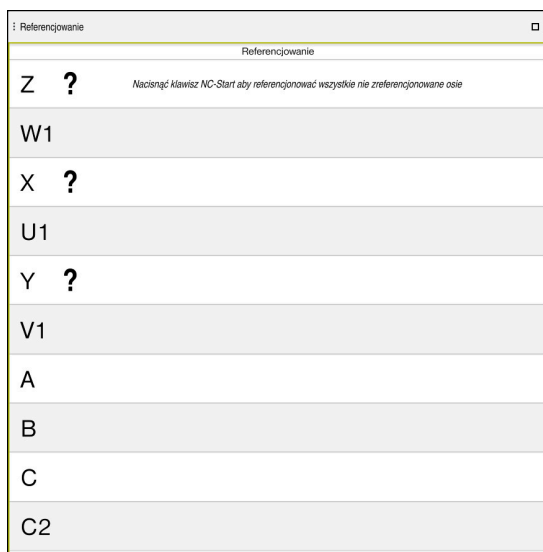 Referencjowanie
Referencjowanie
Z ? Nacisnąć klawisz NC-Start aby referencjonować wszystkie nie zreferencjonowane osie
W1
X ?
U1
Y ?
V1
A
B
C
C2